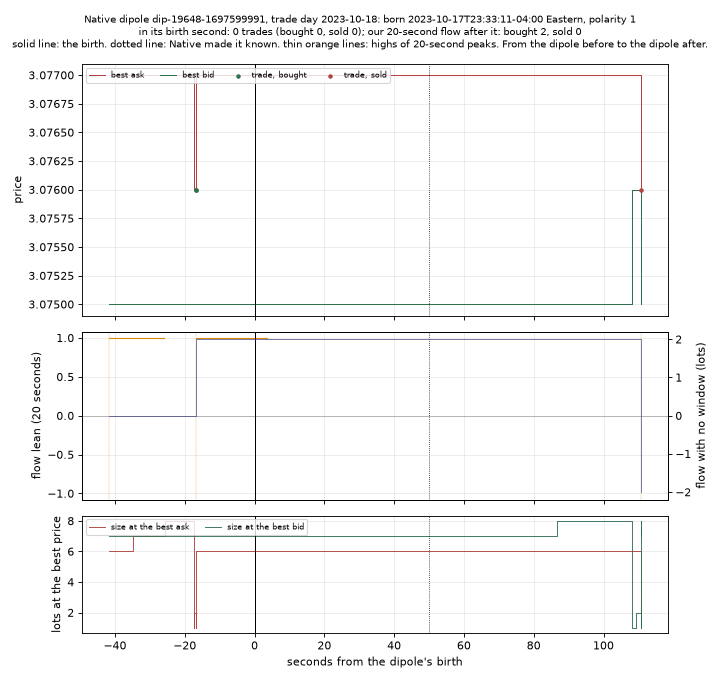 Native dipole dip-19648-1697599991, trade day 2023-10-18: born 2023-10-17T23:33:11-04:00 Eastern, polarity 1
in its birth second: 0 trades (bought 0, sold 0); our 20-second flow after it: bought 2, sold 0
solid line: the birth. dotted line: Native made it known. thin orange lines: highs of 20-second peaks. From the dipole before to the dipole after.
best ask best bid trade, bought trade, sold
3.07700
3.07675
3.07650
3.07625
3.07600
3.07575
3.07550
3.07525
3.07500
price
1.0
0.5
0.0
−0.5
−1.0
flow lean (20 seconds)
2
1
0
−1
−2
flow with no window (lots)
size at the best ask size at the best bid
8
6
4
2
lots at the best price
−40 −20 0 20 40 60 80 100
seconds from the dipole's birth